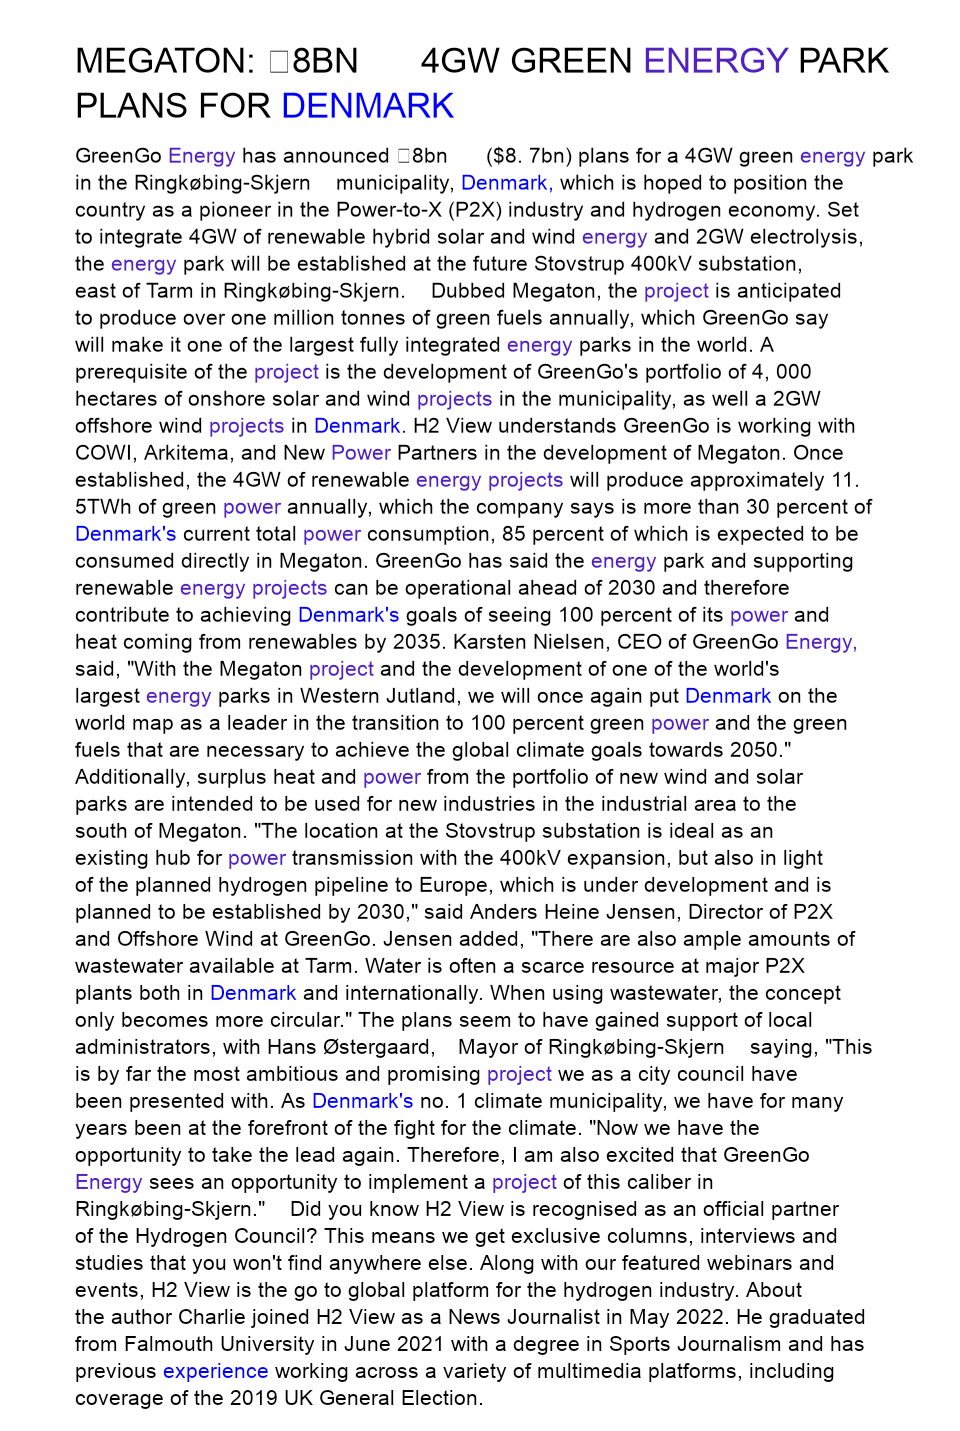 MEGATON: □8BN 4GW GREEN ENERGY PARK
PLANS FOR DENMARK
GreenGo Energy has announced □8bn ($8. 7bn) plans for a 4GW green energy park
in the Ringkøbing-Skjern municipality, Denmark, which is hoped to position the
country as a pioneer in the Power-to-X (P2X) industry and hydrogen economy. Set
to integrate 4GW of renewable hybrid solar and wind energy and 2GW electrolysis,
the energy park will be established at the future Stovstrup 400kV substation,
east of Tarm in Ringkøbing-Skjern. Dubbed Megaton, the project is anticipated
to produce over one million tonnes of green fuels annually, which GreenGo say
will make it one of the largest fully integrated energy parks in the world. A
prerequisite of the project is the development of GreenGo's portfolio of 4, 000
hectares of onshore solar and wind projects in the municipality, as well a 2GW
offshore wind projects in Denmark. H2 View understands GreenGo is working with
COWI, Arkitema, and New Power Partners in the development of Megaton. Once
established, the 4GW of renewable energy projects will produce approximately 11.
5TWh of green power annually, which the company says is more than 30 percent of
Denmark's current total power consumption, 85 percent of which is expected to be
consumed directly in Megaton. GreenGo has said the energy park and supporting
renewable energy projects can be operational ahead of 2030 and therefore
contribute to achieving Denmark's goals of seeing 100 percent of its power and
heat coming from renewables by 2035. Karsten Nielsen, CEO of GreenGo Energy,
said, "With the Megaton project and the development of one of the world's
largest energy parks in Western Jutland, we will once again put Denmark on the
world map as a leader in the transition to 100 percent green power and the green
fuels that are necessary to achieve the global climate goals towards 2050."
Additionally, surplus heat and power from the portfolio of new wind and solar
parks are intended to be used for new industries in the industrial area to the
south of Megaton. "The location at the Stovstrup substation is ideal as an
existing hub for power transmission with the 400kV expansion, but also in light
of the planned hydrogen pipeline to Europe, which is under development and is
planned to be established by 2030," said Anders Heine Jensen, Director of P2X
and Offshore Wind at GreenGo. Jensen added, "There are also ample amounts of
wastewater available at Tarm. Water is often a scarce resource at major P2X
plants both in Denmark and internationally. When using wastewater, the concept
only becomes more circular." The plans seem to have gained support of local
administrators, with Hans Østergaard, Mayor of Ringkøbing-Skjern saying, "This
is by far the most ambitious and promising project we as a city council have
been presented with. As Denmark's no. 1 climate municipality, we have for many
years been at the forefront of the fight for the climate. "Now we have the
opportunity to take the lead again. Therefore, I am also excited that GreenGo
Energy sees an opportunity to implement a project of this caliber in
Ringkøbing-Skjern." Did you know H2 View is recognised as an official partner
of the Hydrogen Council? This means we get exclusive columns, interviews and
studies that you won't find anywhere else. Along with our featured webinars and
events, H2 View is the go to global platform for the hydrogen industry. About
the author Charlie joined H2 View as a News Journalist in May 2022. He graduated
from Falmouth University in June 2021 with a degree in Sports Journalism and has
previous experience working across a variety of multimedia platforms, including
coverage of the 2019 UK General Election.